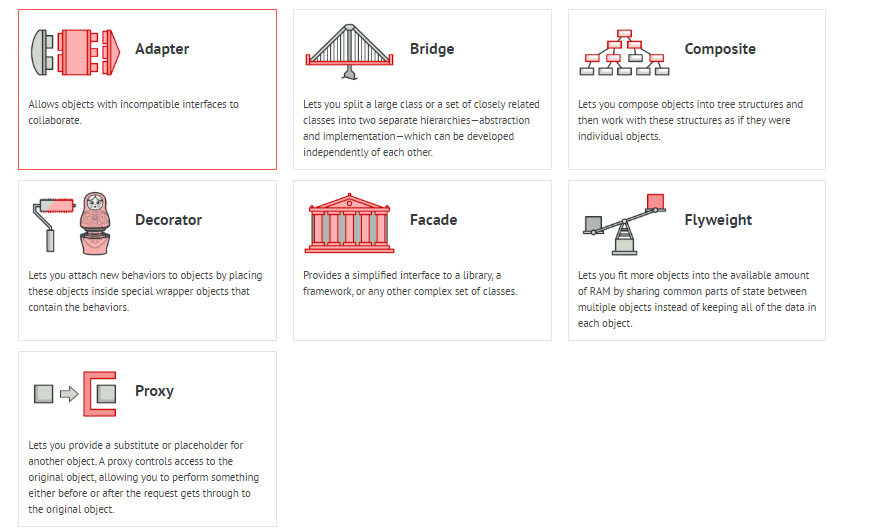 Adapter
Allows objects with incompatible interfaces to
collaborate.
Bridge
Lets you split a large class or a set of closely related
classes into two separate hierarchies—abstraction
and implementation—which can be developed
independently of each other.
Composite
Lets you compose objects into tree structures and
then work with these structures as if they were
individual objects.
Decorator
Lets you attach new behaviors to objects by placing
these objects inside special wrapper objects that
contain the behaviors.
Facade
Provides a simplified interface to a library, a
framework, or any other complex set of classes.
Flyweight
Lets you fit more objects into the available amount
of RAM by sharing common parts of state between
multiple objects instead of keeping all of the data in
each object.
Proxy
Lets you provide a substitute or placeholder for
another object. A proxy controls access to the
original object, allowing you to perform something
either before or after the request gets through to
the original object.